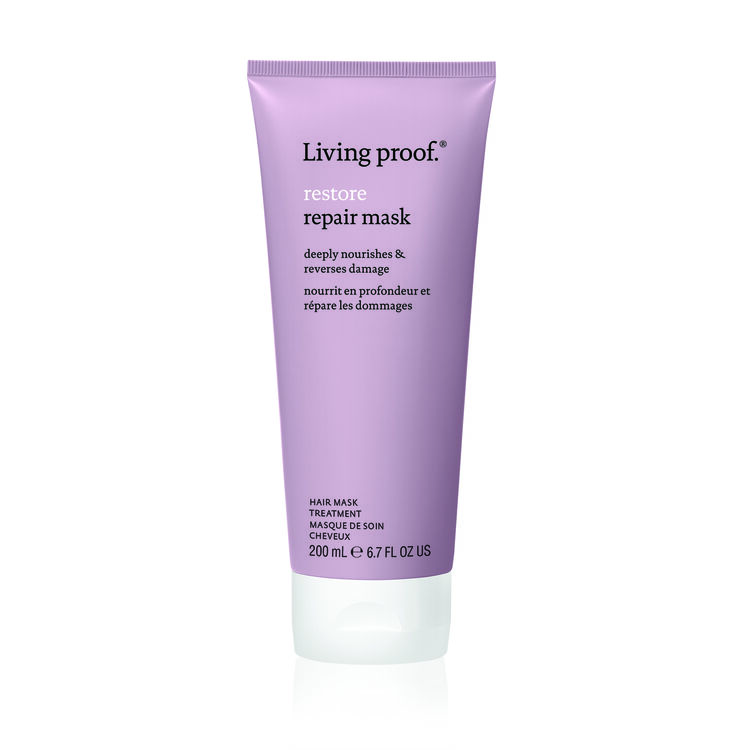 Living proof.®
restore
repair mask
deeply nourishes &
reverses damage
nourrit en profondeur et
répare les dommages
HAIR MASK
TREATMENT
MASQUE DE SOIN
CHEVEUX
200 mL ℮ 6.7 FL OZ US